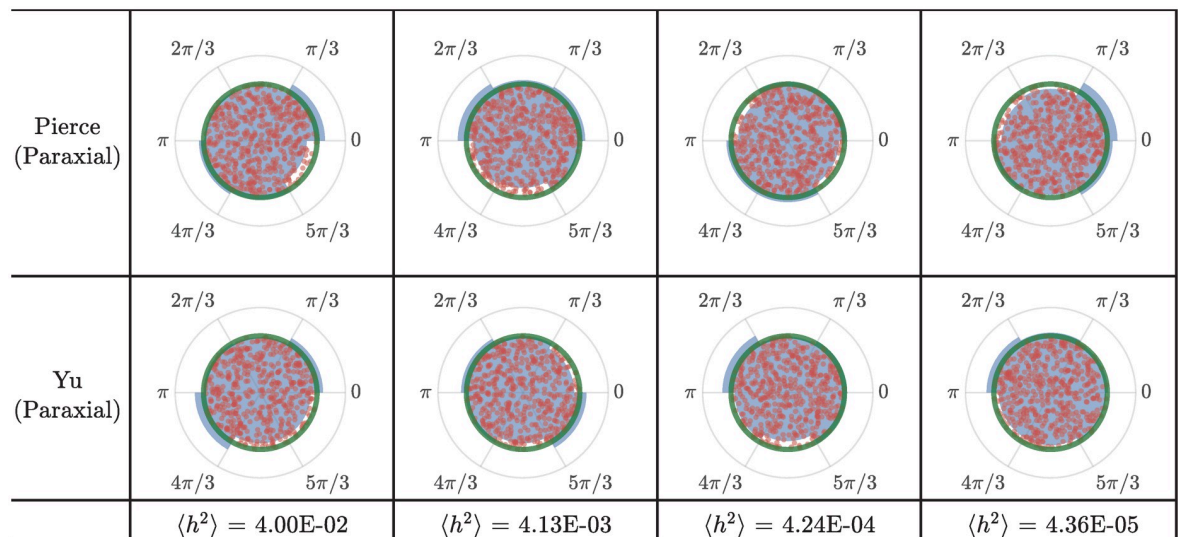 2π/3 π/3 2π/3 π/3 2π/3 π/3 2π/3 π/3
Pierce
(Paraxial)
π 0 π 0 π 0 π 0
4π/3 5π/3 4π/3 5π/3 4π/3 5π/3 4π/3 5π/3
2π/3 π/3 2π/3 π/3 2π/3 π/3 2π/3 π/3
Yu
(Paraxial)
π 0 π 0 π 0 π 0
4π/3 5π/3 4π/3 5π/3 4π/3 5π/3 4π/3 5π/3
⟨h²⟩ = 4.00E-02 ⟨h²⟩ = 4.13E-03 ⟨h²⟩ = 4.24E-04 ⟨h²⟩ = 4.36E-05